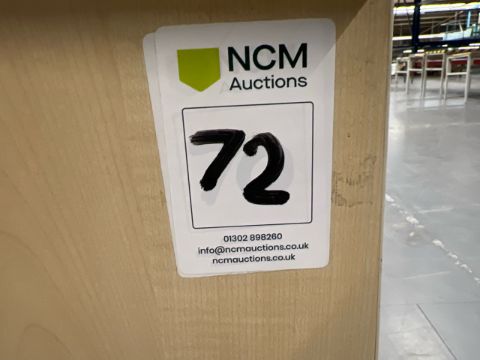 NCM
Auctions
72
01302 898260
info@ncmauctions.co.uk
ncmauctions.co.uk